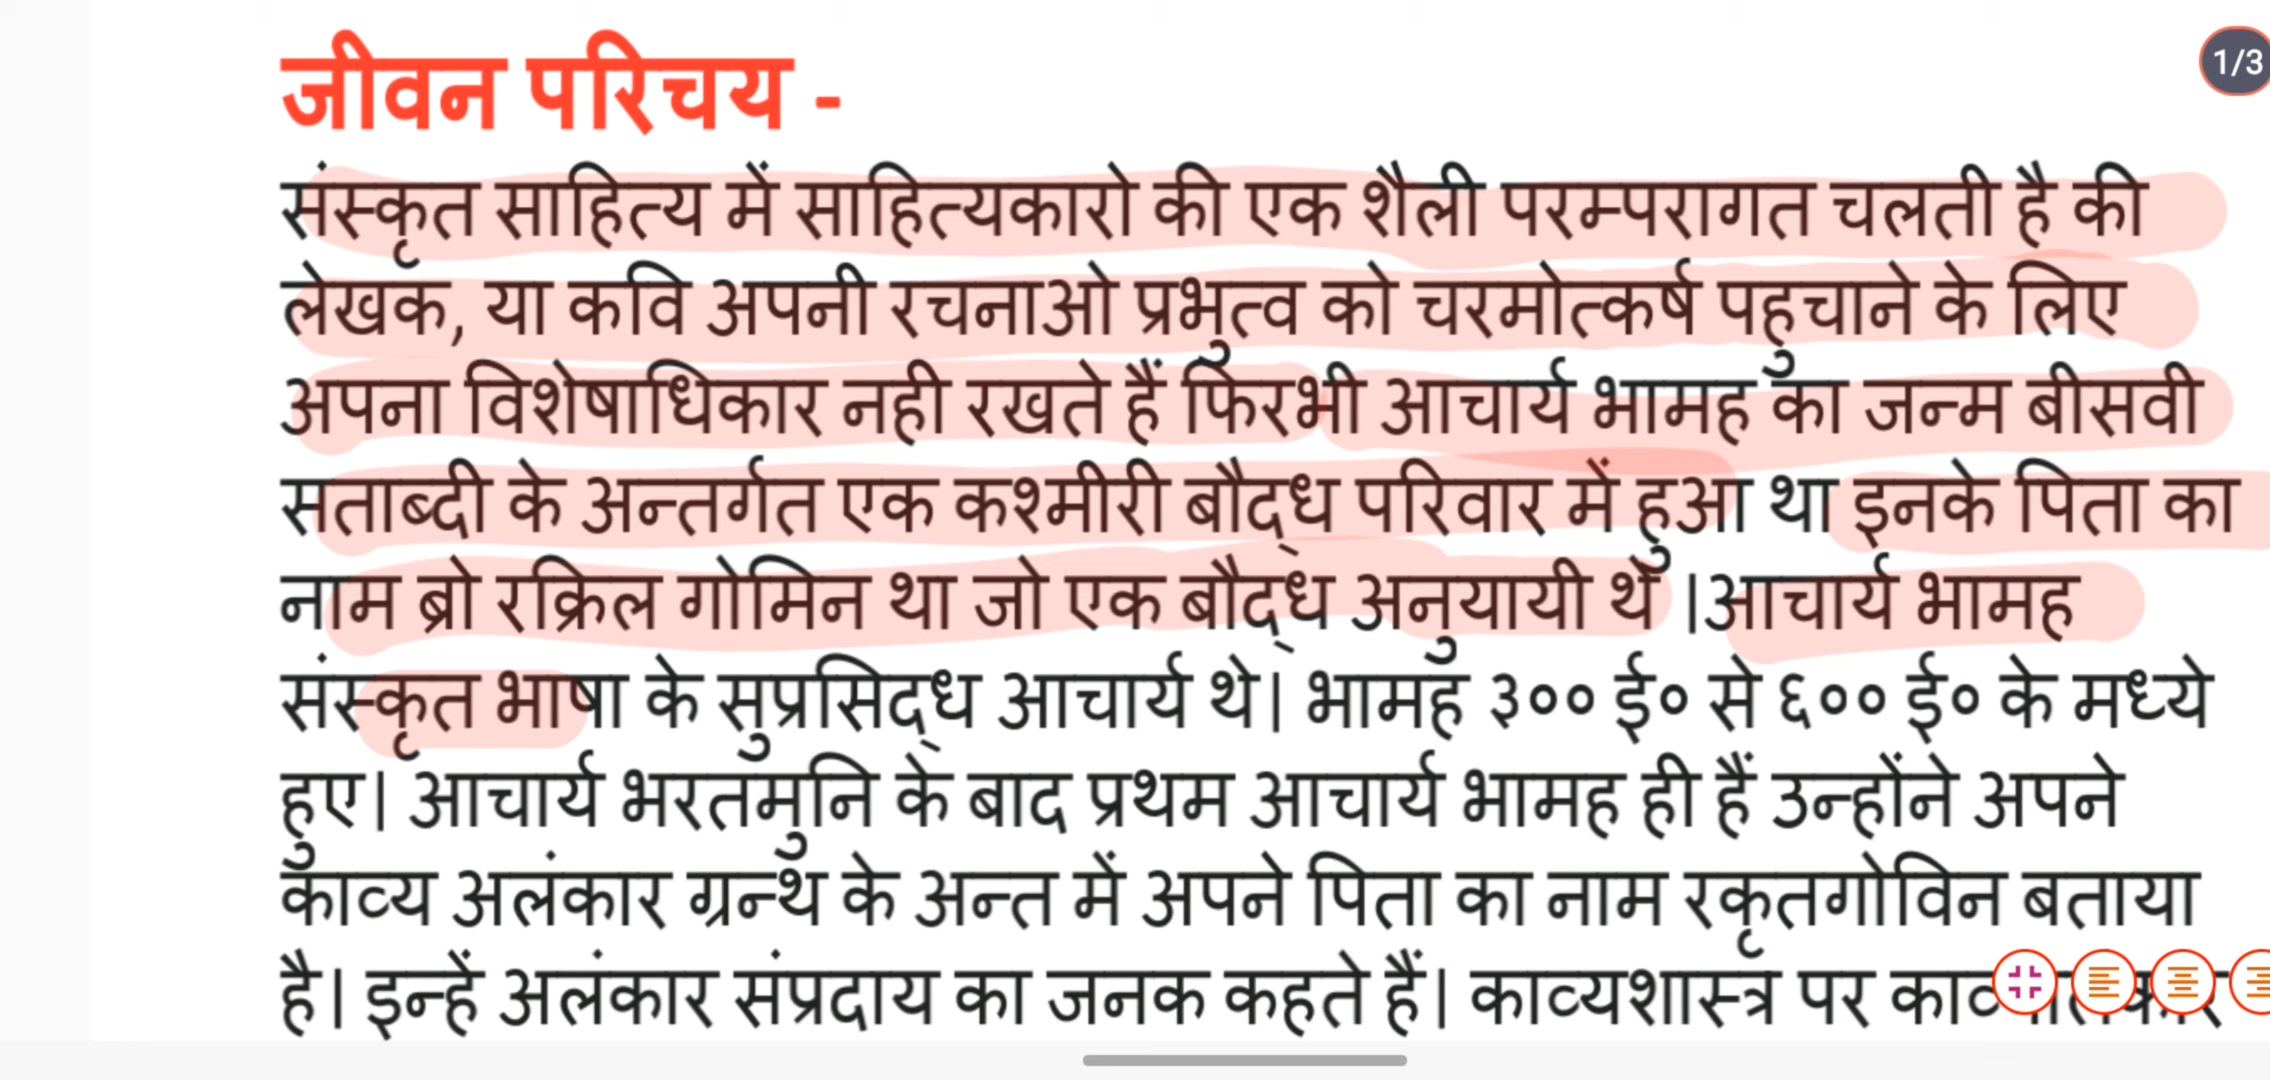 जीवन परिचय -
1/3
संस्कृत साहित्य में साहित्यकारो की एक शैली परम्परागत चलती है की
लेखक, या कवि अपनी रचनाओ प्रभुत्व को चरमोत्कर्ष पहुचाने के लिए
अपना विशेषाधिकार नही रखते हैं फिरभी आचार्य भामह का जन्म बीसवी
सताब्दी के अन्तर्गत एक कश्मीरी बौद्ध परिवार में हुआ था इनके पिता का
नाम ब्रो रक्रिल गोमिन था जो एक बौद्ध अनुयायी थे ।आचार्य भामह
संस्कृत भाषा के सुप्रसिद्ध आचार्य थे। भामह ३०० ई० से ६०० ई० के मध्ये
हुए। आचार्य भरतमुनि के बाद प्रथम आचार्य भामह ही हैं उन्होंने अपने
काव्य अलंकार ग्रन्थ के अन्त में अपने पिता का नाम रकृतगोविन बताया
है। इन्हें अलंकार संप्रदाय का जनक कहते हैं। काव्यशास्त्र पर